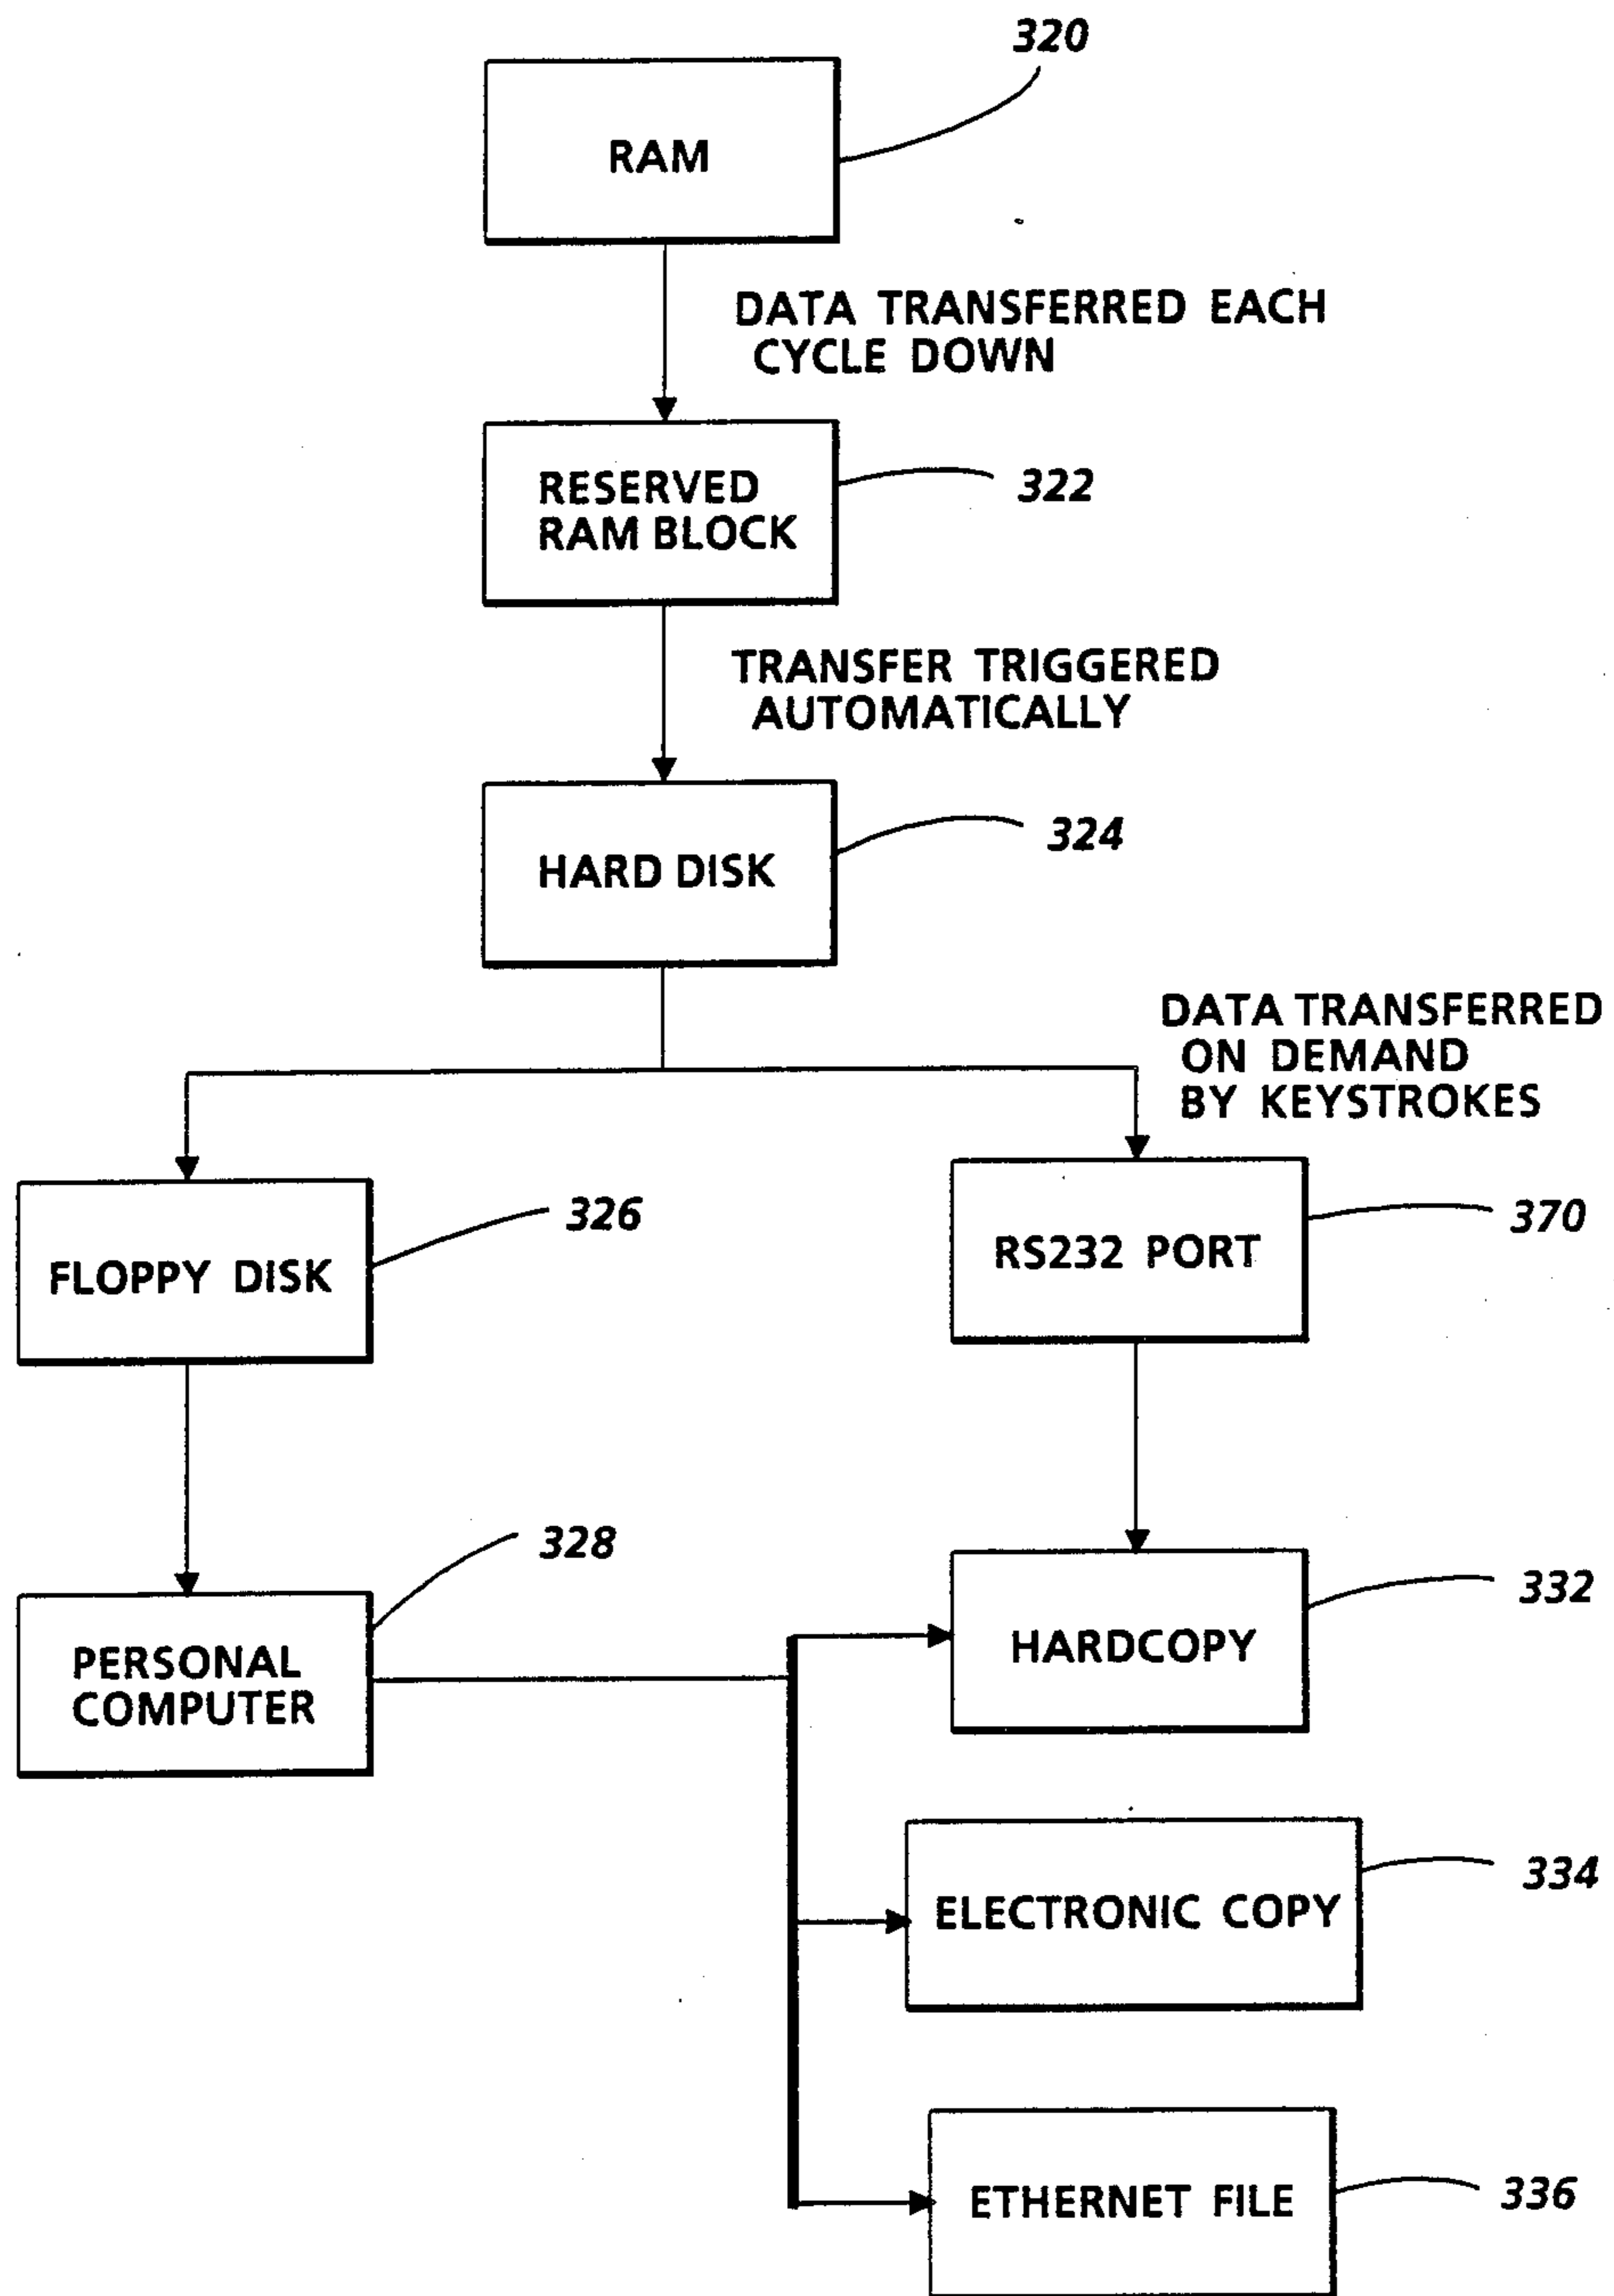 320
RAM
DATA TRANSFERRED EACH
CYCLE DOWN
RESERVED
RAM BLOCK
322
TRANSFER TRIGGERED
AUTOMATICALLY
324
HARD DISK
DATA TRANSFERRED
ON DEMAND
BY KEYSTROKES
326
FLOPPY DISK
370
RS232 PORT
328
PERSONAL
COMPUTER
332
HARDCOPY
334
ELECTRONIC COPY
336
ETHERNET FILE